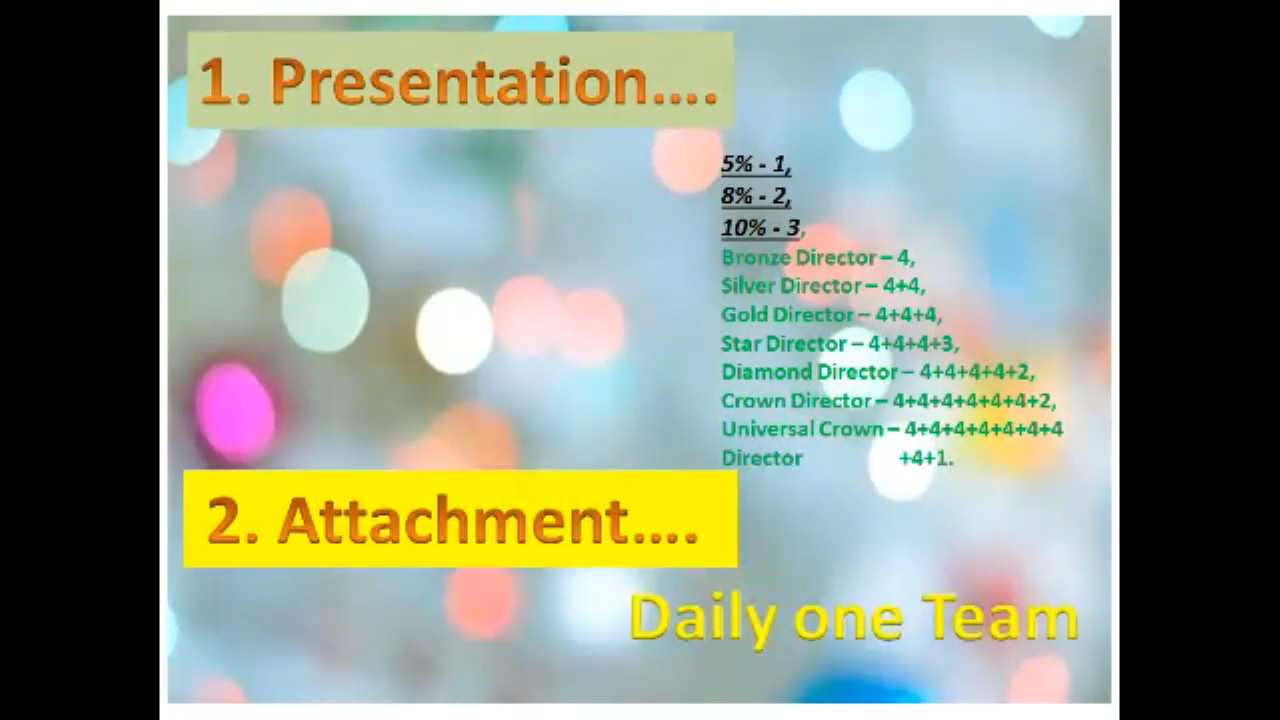 1. Presentation....
5% - 1,
8% - 2,
10% - 3,
Bronze Director – 4,
Silver Director – 4+4,
Gold Director – 4+4+4,
Star Director – 4+4+4+3,
Diamond Director – 4+4+4+4+2,
Crown Director – 4+4+4+4+4+4+2,
Universal Crown – 4+4+4+4+4+4+4
Director +4+1.
2. Attachment....
Daily one Team